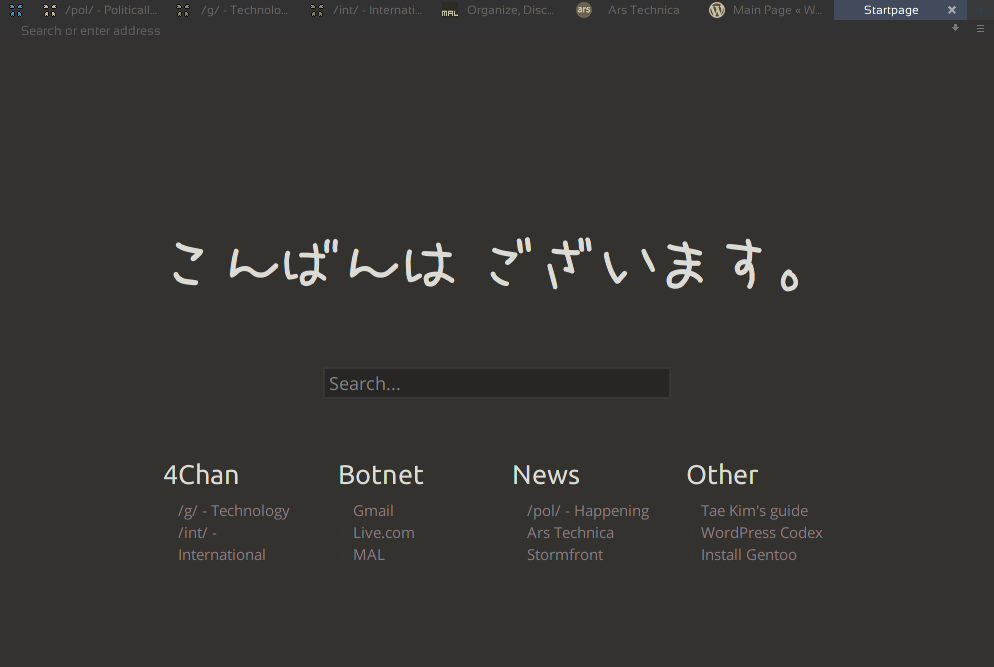 /pol/ - Politicall... /g/ - Technolo... /int/ - Internati... MAL Organize, Disc... ars Ars Technica Main Page « W... Startpage
Search or enter address
こんばんは ございます。
Search...
4Chan Botnet News Other
/g/ - Technology Gmail /pol/ - Happening Tae Kim's guide
/int/ - Live.com Ars Technica WordPress Codex
International MAL Stormfront Install Gentoo